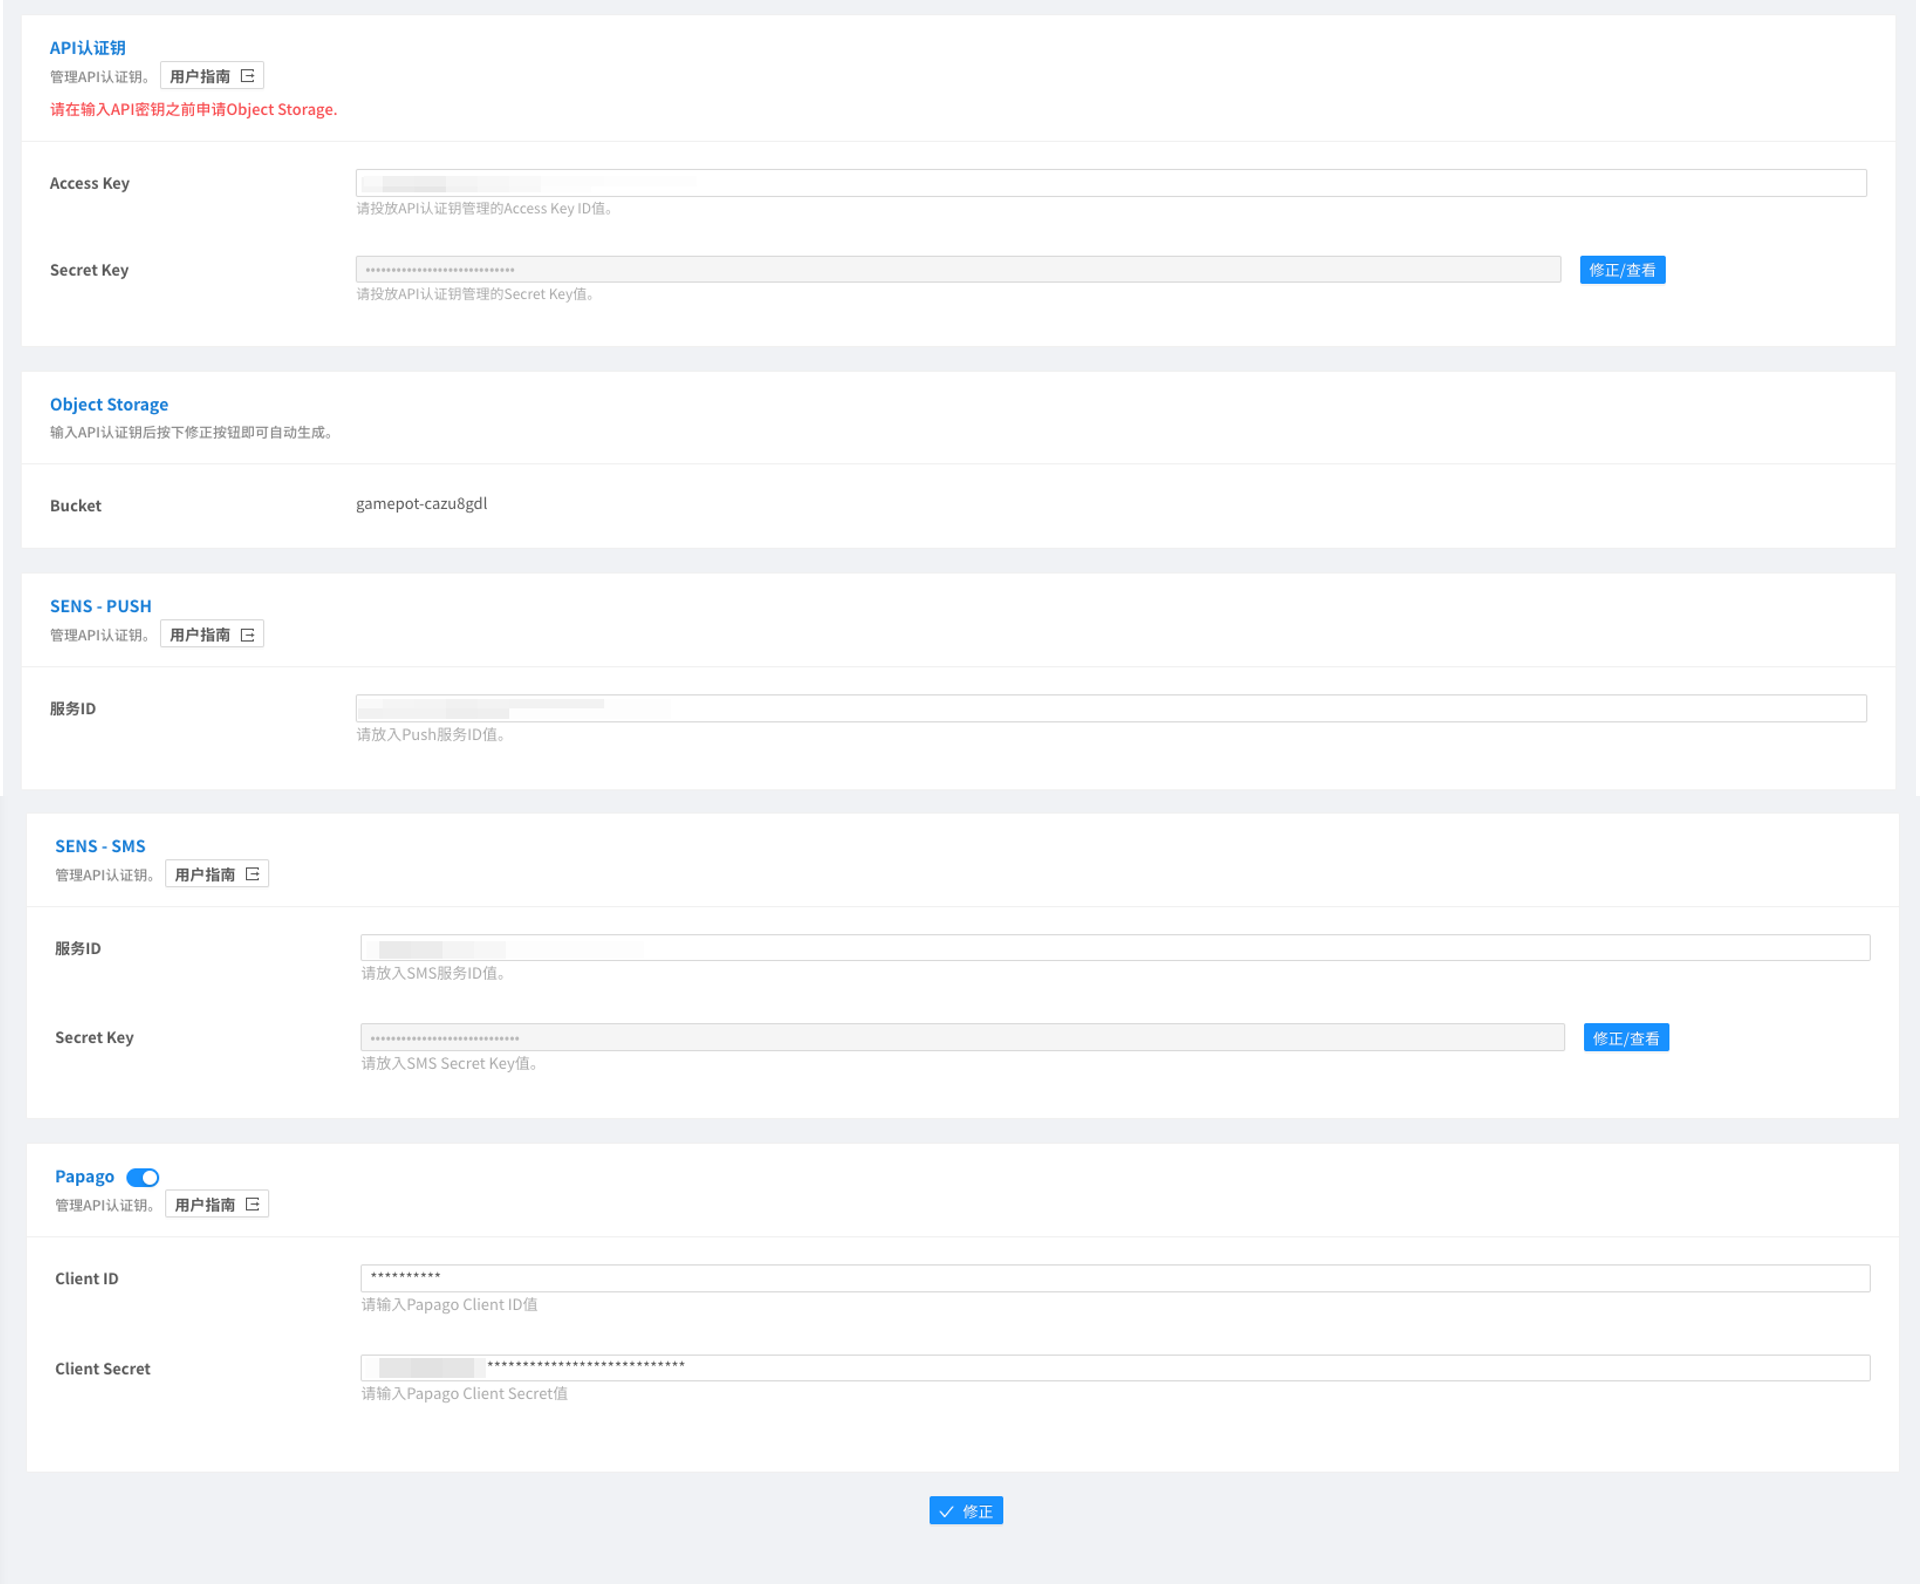 API认证钥
管理API认证钥。 用户指南
请在输入API密钥之前申请Object Storage.
Access Key
请投放API认证钥管理的Access Key ID值。
Secret Key ••••••••••••••••••••••••••••• 修正/查看
请投放API认证钥管理的Secret Key值。
Object Storage
输入API认证钥后按下修正按钮即可自动生成。
Bucket gamepot-cazu8gdl
SENS - PUSH
管理API认证钥。 用户指南
服务ID
请放入Push服务ID值。
SENS - SMS
管理API认证钥。 用户指南
服务ID
请放入SMS服务ID值。
Secret Key ••••••••••••••••••••••••••••• 修正/查看
请放入SMS Secret Key值。
Papago
管理API认证钥。 用户指南
Client ID **********
请输入Papago Client ID值
Client Secret ****************************
请输入Papago Client Secret值
修正